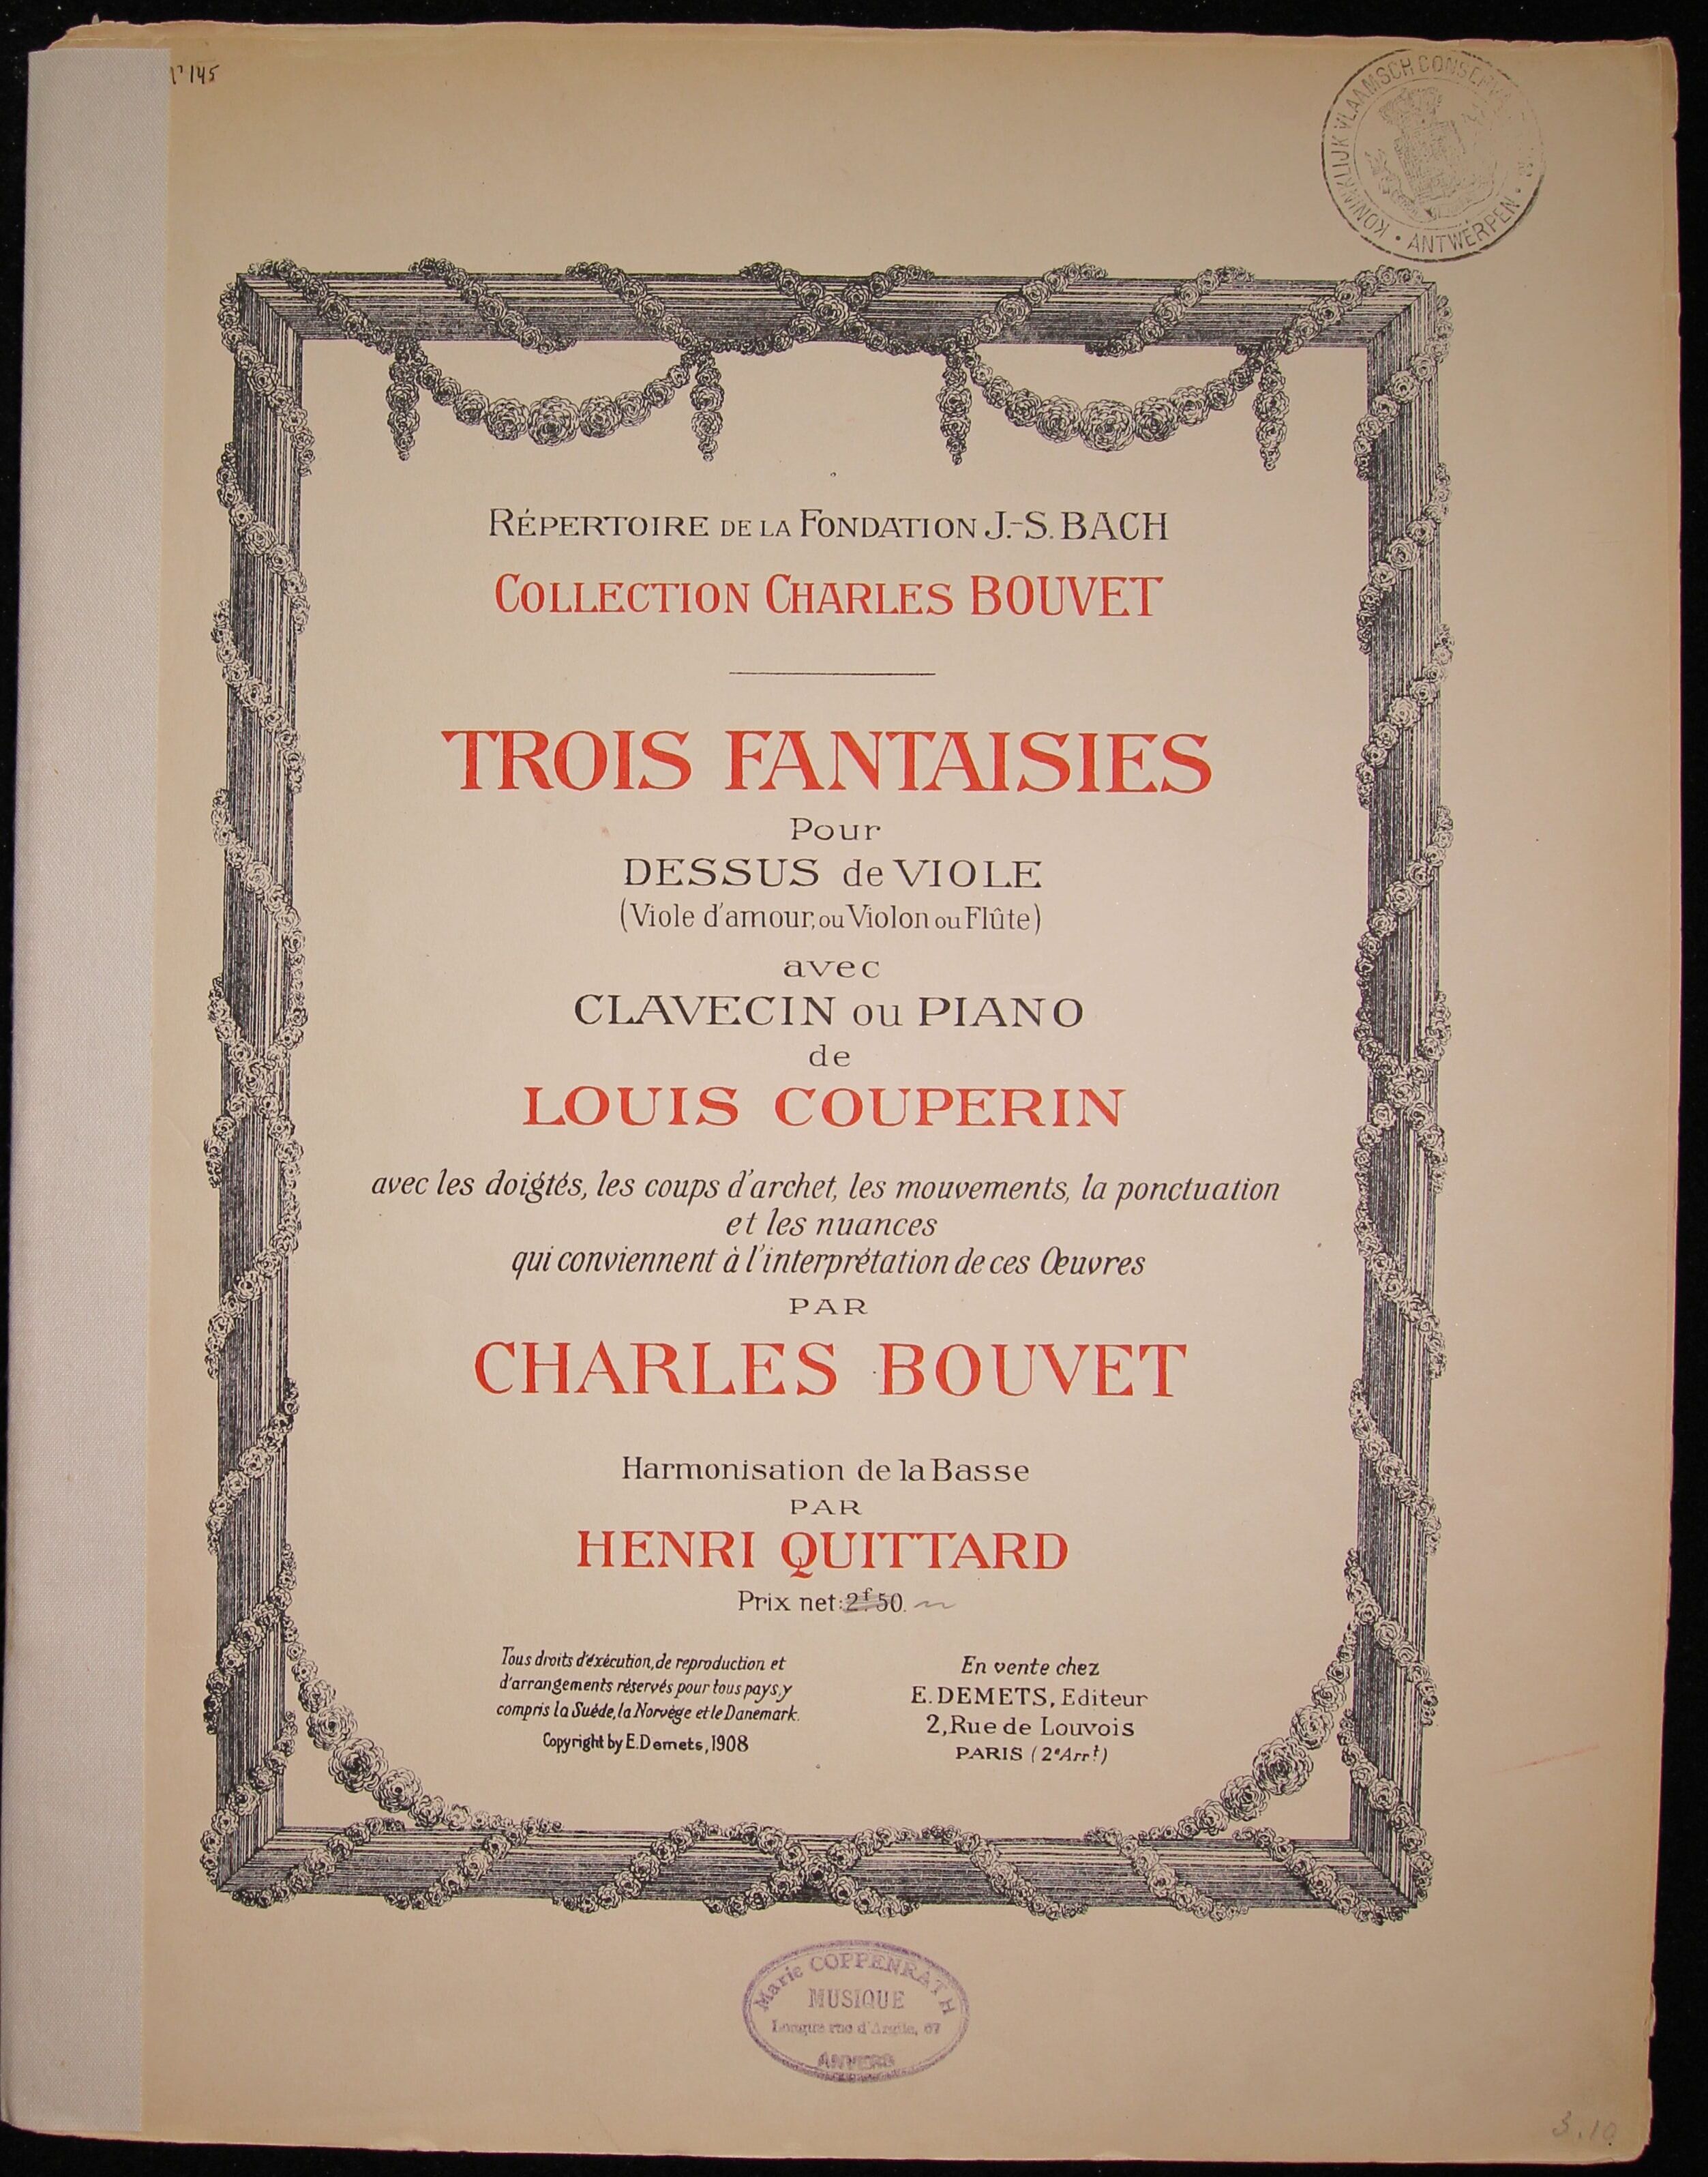 N° 145
KONINKLIJK VLAAMSCH
ANTWERPEN
RÉPERTOIRE DE LA FONDATION J.-S. BACH
COLLECTION CHARLES BOUVET
TROIS FANTAISIES
Pour
DESSUS de VIOLE
(Viole d'amour, ou Violon ou Flûte)
avec
CLAVECIN ou PIANO
de
LOUIS COUPERIN
avec les doigtés, les coups d'archet, les mouvements, la ponctuation
et les nuances
qui conviennent à l'interprétation de ces Œuvres
PAR
CHARLES BOUVET
Harmonisation de la Basse
PAR
HENRI QUITTARD
Prix net: 2f. 50.
Tous droits d'éxécution, de reproduction et
d'arrangements réservés pour tous pays, y
compris la Suède, la Norvège et le Danemark.
Copyright by E. Demets, 1908
En vente chez
E. DEMETS, Editeur
2, Rue de Louvois
PARIS (2e Arrt)
Marie COPPENRATH
MUSIQUE
Longue rue d'Argile, 67
ANVERS
3.10